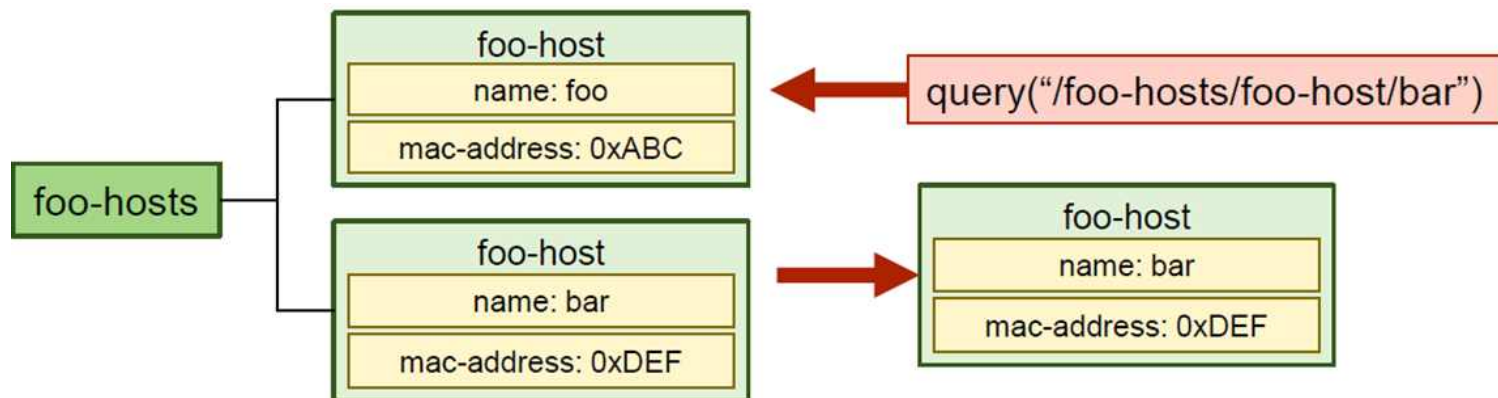 foo-host
name: foo
mac-address: 0xABC
query(“/foo-hosts/foo-host/bar”)
foo-hosts
foo-host
name: bar
mac-address: 0xDEF
foo-host
name: bar
mac-address: 0xDEF